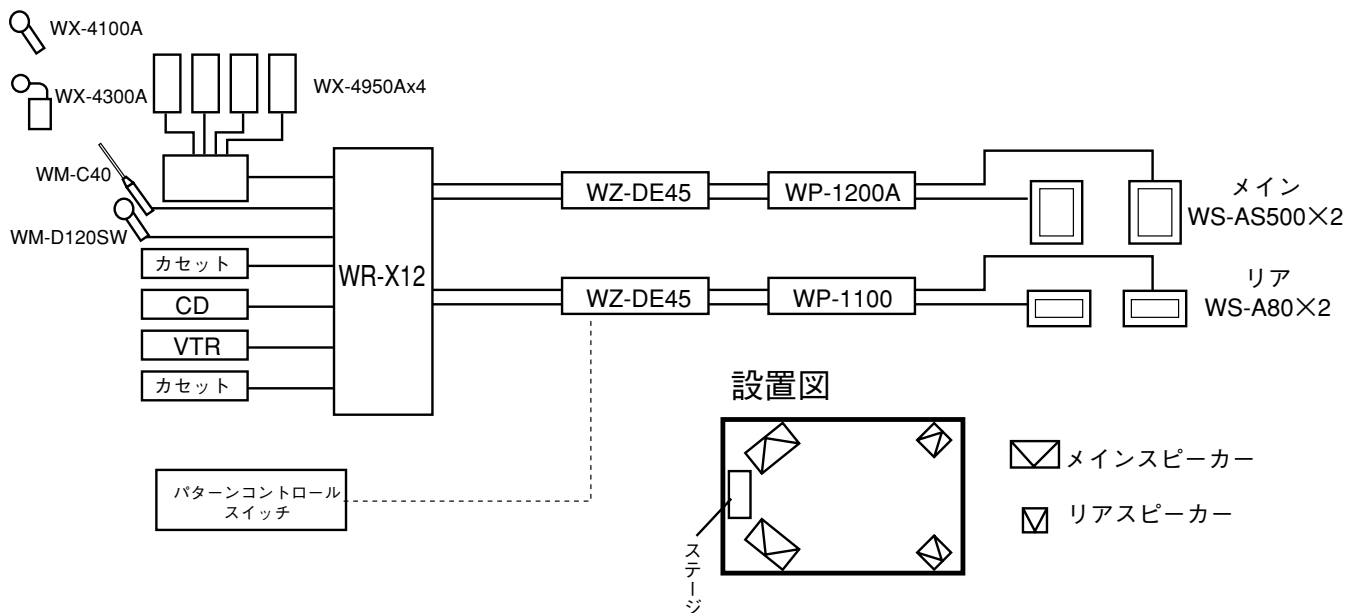 WX-4100A
WX-4300A
WX-4950Ax4
WM-C40
WM-D120SW
カセット
CD
VTR
カセット
WR-X12
WZ-DE45
WP-1200A
メイン
WS-AS500×2
WZ-DE45
WP-1100
リア
WS-A80×2
パターンコントロール
スイッチ
設置図
ステージ
メインスピーカー
リアスピーカー